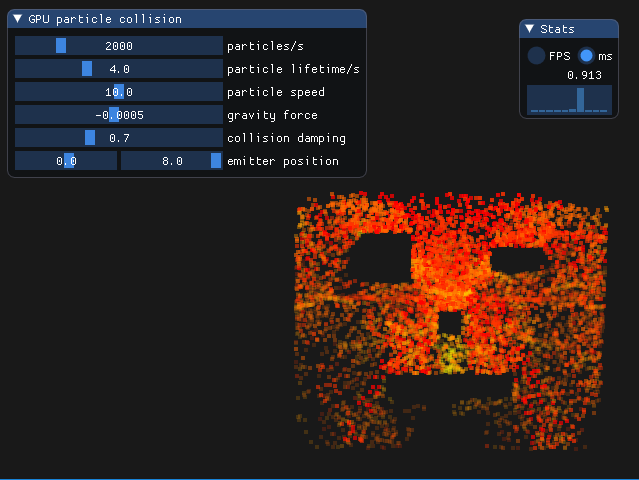 GPU particle collision
2000 particles/s
4.0 particle lifetime/s
10.0 particle speed
-0.0005 gravity force
0.7 collision damping
0.0 8.0 emitter position
Stats
FPS ms
0.913